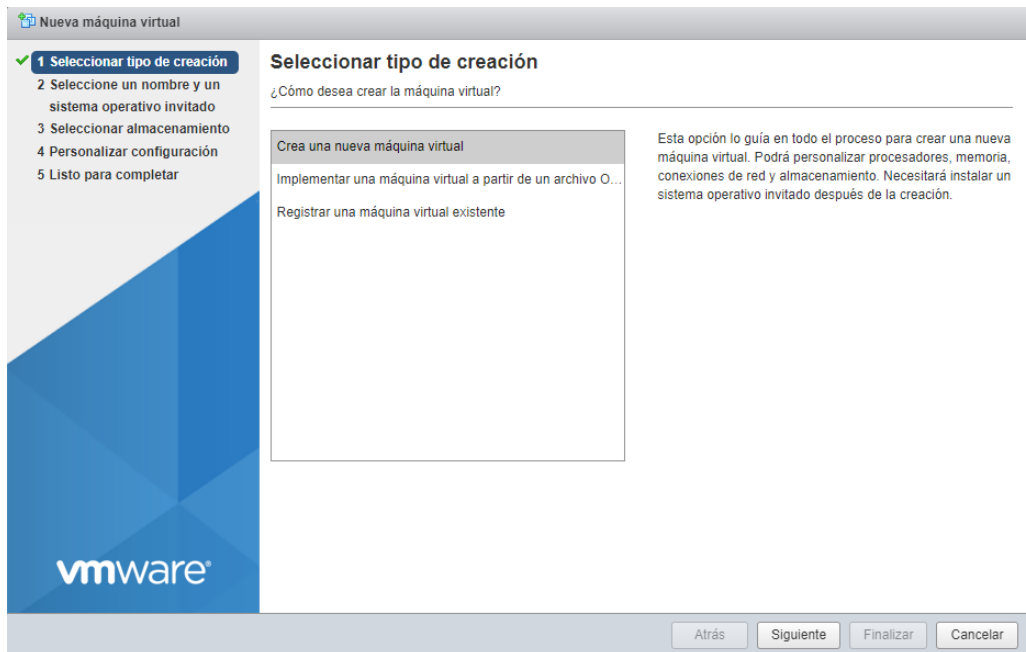 Nueva máquina virtual
1 Seleccionar tipo de creación
2 Seleccione un nombre y un
sistema operativo invitado
3 Seleccionar almacenamiento
4 Personalizar configuración
5 Listo para completar
Seleccionar tipo de creación
¿Cómo desea crear la máquina virtual?
Crea una nueva máquina virtual
Implementar una máquina virtual a partir de un archivo O...
Registrar una máquina virtual existente
Esta opción lo guía en todo el proceso para crear una nueva
máquina virtual. Podrá personalizar procesadores, memoria,
conexiones de red y almacenamiento. Necesitará instalar un
sistema operativo invitado después de la creación.
vmware®
Atrás
Siguiente
Finalizar
Cancelar